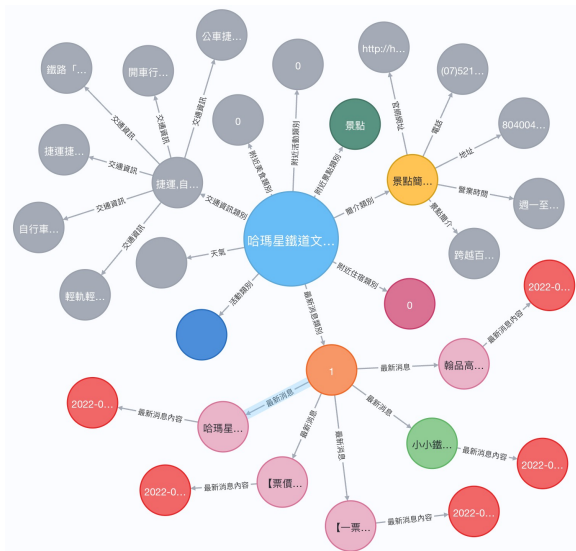 公車捷…
0
http://h…
(07)521…
鐵路「…
開車行…
交通資訊
官網網址
電話
交通資訊
交通資訊
0
附近活動類別
景點
804004…
地址
捷運捷…
交通資訊
附近美食類別
附近景點類別
捷運,自…
景點簡…
營業時間
交通資訊
交通資訊類別
簡介類別
週一至…
自行車…
景點簡介
哈瑪星鐵道文…
交通資訊
天氣
跨越百…
附近住宿類別
輕軌輕…
活動類別
最新消息類別
0
2022-0…
最新消息內容
翰品高…
最新消息
1
最新消息
2022-0…
最新消息內容
最新消息
最新消息
哈瑪星…
最新消息
小小鐵…
最新消息內容
2022-0…
2022-0…
最新消息內容
【票價…
最新消息內容
2022-0…
【一票…